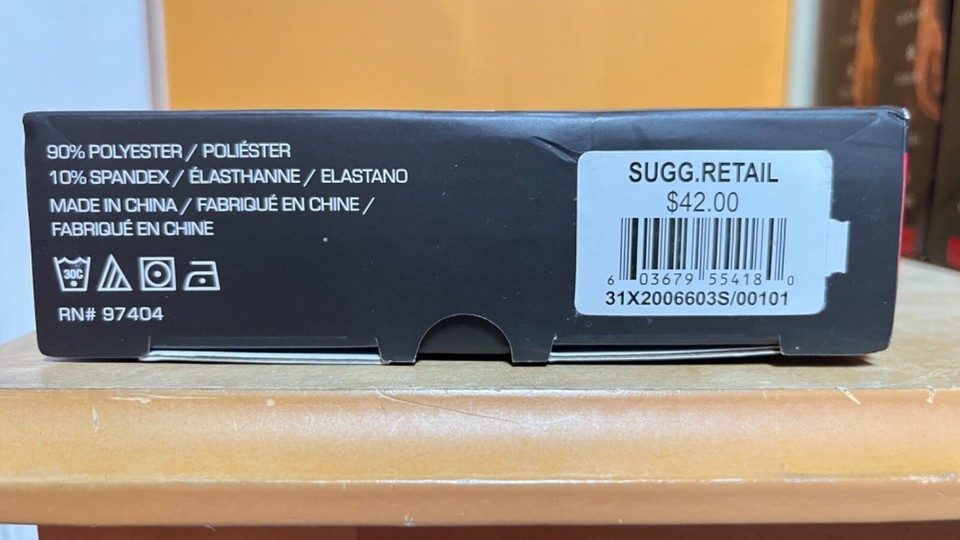 90% POLYESTER / POLIÉSTER
10% SPANDEX / ÉLASTHANNE / ELASTANO
MADE IN CHINA / FABRIQUÉ EN CHINE /
FABRIQUÉ EN CHINE
30C
RN# 97404
SUGG.RETAIL
$42.00
6 03679 55418 0
31X2006603S/00101